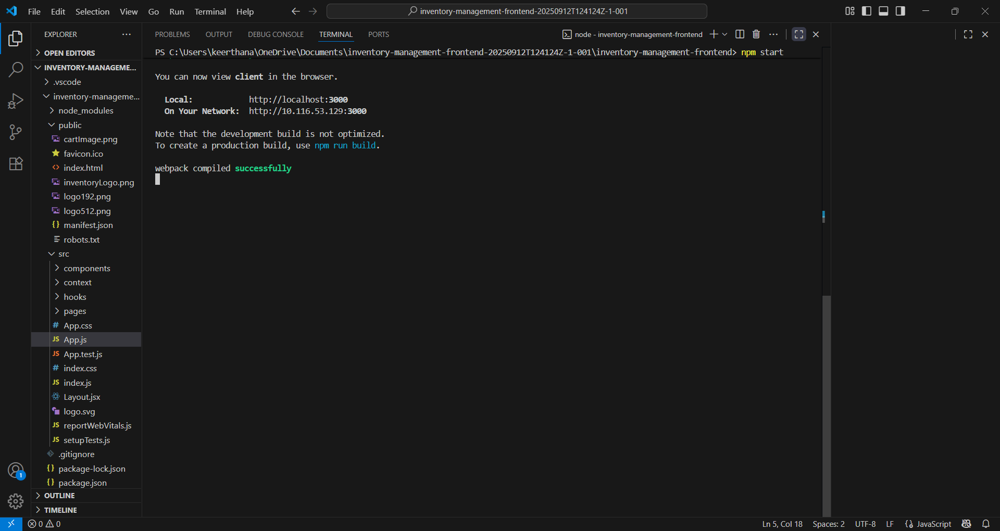 File Edit Selection View Go Run Terminal Help
inventory-management-frontend-20250912T124124Z-1-001
EXPLORER
OPEN EDITORS
INVENTORY-MANAGEME...
.vscode
inventory-manageme...
node_modules
public
cartImage.png
favicon.ico
index.html
inventoryLogo.png
logo192.png
logo512.png
manifest.json
robots.txt
src
components
context
hooks
pages
App.css
App.js
App.test.js
index.css
index.js
Layout.jsx
logo.svg
reportWebVitals.js
setupTests.js
.gitignore
package-lock.json
package.json
OUTLINE
TIMELINE
PROBLEMS OUTPUT DEBUG CONSOLE TERMINAL PORTS
node - inventory-management-frontend
PS C:\Users\keerthana\OneDrive\Documents\inventory-management-frontend-20250912T124124Z-1-001\inventory-management-frontend> npm start
You can now view client in the browser.
Local: http://localhost:3000
On Your Network: http://10.116.53.129:3000
Note that the development build is not optimized.
To create a production build, use npm run build.
webpack compiled successfully
1
0 0
Ln 5, Col 18 Spaces: 2 UTF-8 LF {} JavaScript